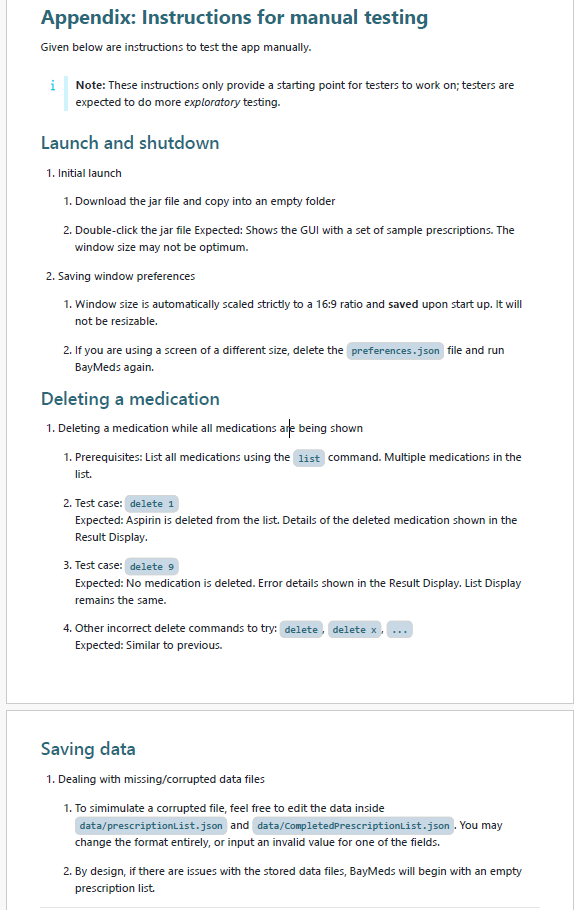 Appendix: Instructions for manual testing
Given below are instructions to test the app manually.
i Note: These instructions only provide a starting point for testers to work on; testers are
expected to do more exploratory testing.
Launch and shutdown
1. Initial launch
1. Download the jar file and copy into an empty folder
2. Double-click the jar file Expected: Shows the GUI with a set of sample prescriptions. The
window size may not be optimum.
2. Saving window preferences
1. Window size is automatically scaled strictly to a 16:9 ratio and saved upon start up. It will
not be resizable.
2. If you are using a screen of a different size, delete the preferences.json file and run
BayMeds again.
Deleting a medication
1. Deleting a medication while all medications are being shown
1. Prerequisites: List all medications using the list command. Multiple medications in the
list.
2. Test case: delete 1
Expected: Aspirin is deleted from the list. Details of the deleted medication shown in the
Result Display.
3. Test case: delete 9
Expected: No medication is deleted. Error details shown in the Result Display. List Display
remains the same.
4. Other incorrect delete commands to try: delete, delete x, ...
Expected: Similar to previous.
Saving data
1. Dealing with missing/corrupted data files
1. To simimulate a corrupted file, feel free to edit the data inside
data/prescriptionList.json and data/CompletedPrescriptionList.json. You may
change the format entirely, or input an invalid value for one of the fields.
2. By design, if there are issues with the stored data files, BayMeds will begin with an empty
prescription list.